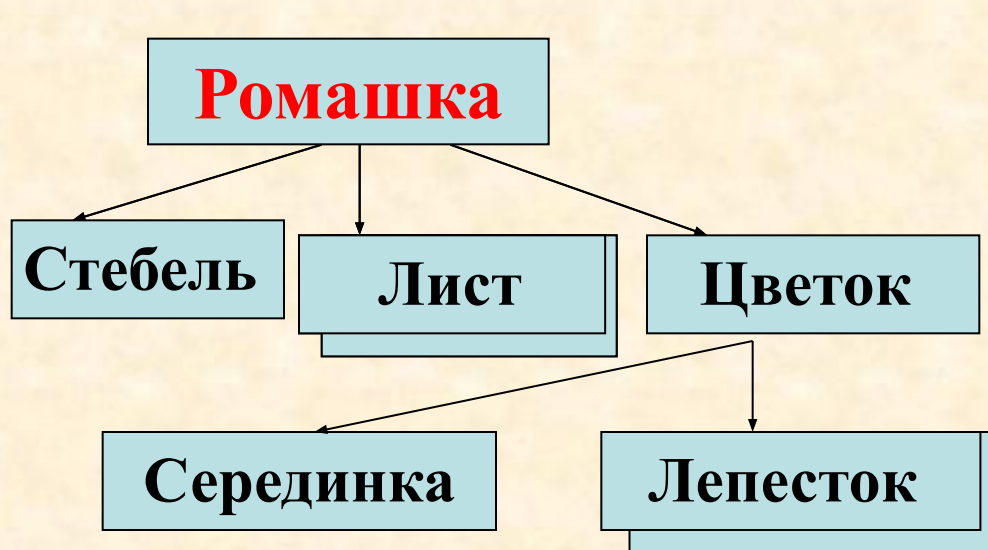 Ромашка
Стебель
Лист
Цветок
Серединка
Лепесток